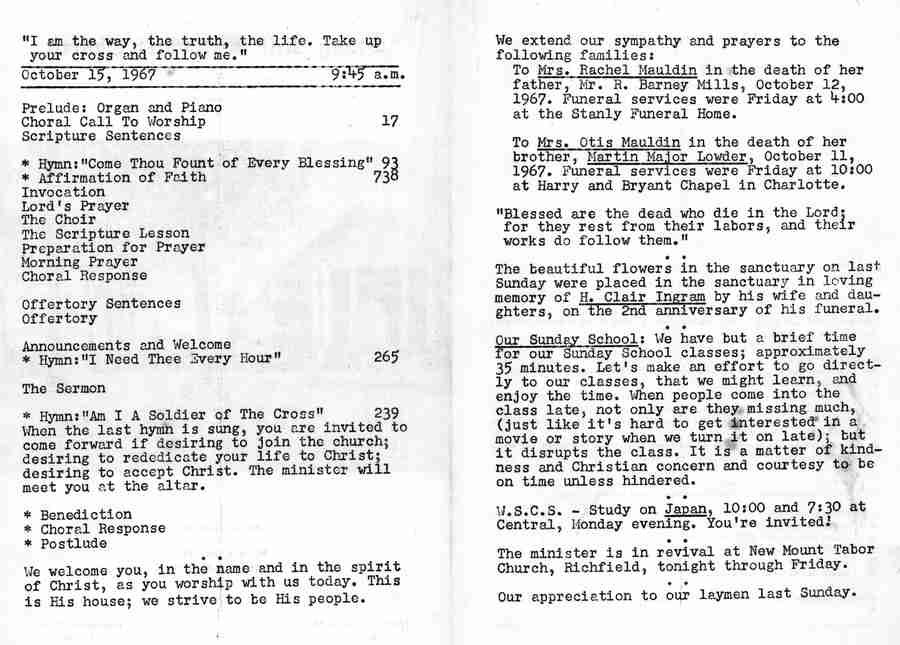 "I am the way, the truth, the life. Take up
your cross and follow me."
October 15, 1967 9:45 a.m.
Prelude: Organ and Piano
Choral Call To Worship 17
Scripture Sentences
* Hymn:"Come Thou Fount of Every Blessing" 93
* Affirmation of Faith 738
Invocation
Lord's Prayer
The Choir
The Scripture Lesson
Preparation for Prayer
Morning Prayer
Choral Response
Offertory Sentences
Offertory
Announcements and Welcome
* Hymn:"I Need Thee Every Hour" 265
The Sermon
* Hymn:"Am I A Soldier of The Cross" 239
When the last hymn is sung, you are invited to
come forward if desiring to join the church;
desiring to rededicate your life to Christ;
desiring to accept Christ. The minister will
meet you at the altar.
* Benediction
* Choral Response
* Postlude
We welcome you, in the name and in the spirit
of Christ, as you worship with us today. This
is His house; we strive to be His people.
We extend our sympathy and prayers to the
following families:
To Mrs. Rachel Mauldin in the death of her
father, Mr. R. Barney Mills, October 12,
1967. Funeral services were Friday at 4:00
at the Stanly Funeral Home.
To Mrs. Otis Mauldin in the death of her
brother, Martin Major Lowder, October 11,
1967. Funeral services were Friday at 10:00
at Harry and Bryant Chapel in Charlotte.
"Blessed are the dead who die in the Lord;
for they rest from their labors, and their
works do follow them."
The beautiful flowers in the sanctuary on last
Sunday were placed in the sanctuary in loving
memory of H. Clair Ingram by his wife and dau-
ghters, on the 2nd anniversary of his funeral.
Our Sunday School: We have but a brief time
for our Sunday School classes; approximately
35 minutes. Let's make an effort to go direct-
ly to our classes, that we might learn, and
enjoy the time. When people come into the
class late, not only are they missing much,
(just like it's hard to get interested in a
movie or story when we turn it on late); but
it disrupts the class. It is a matter of kind-
ness and Christian concern and courtesy to be
on time unless hindered.
W.S.C.S. - Study on Japan, 10:00 and 7:30 at
Central, Monday evening. You're invited!
The minister is in revival at New Mount Tabor
Church, Richfield, tonight through Friday.
Our appreciation to our laymen last Sunday.